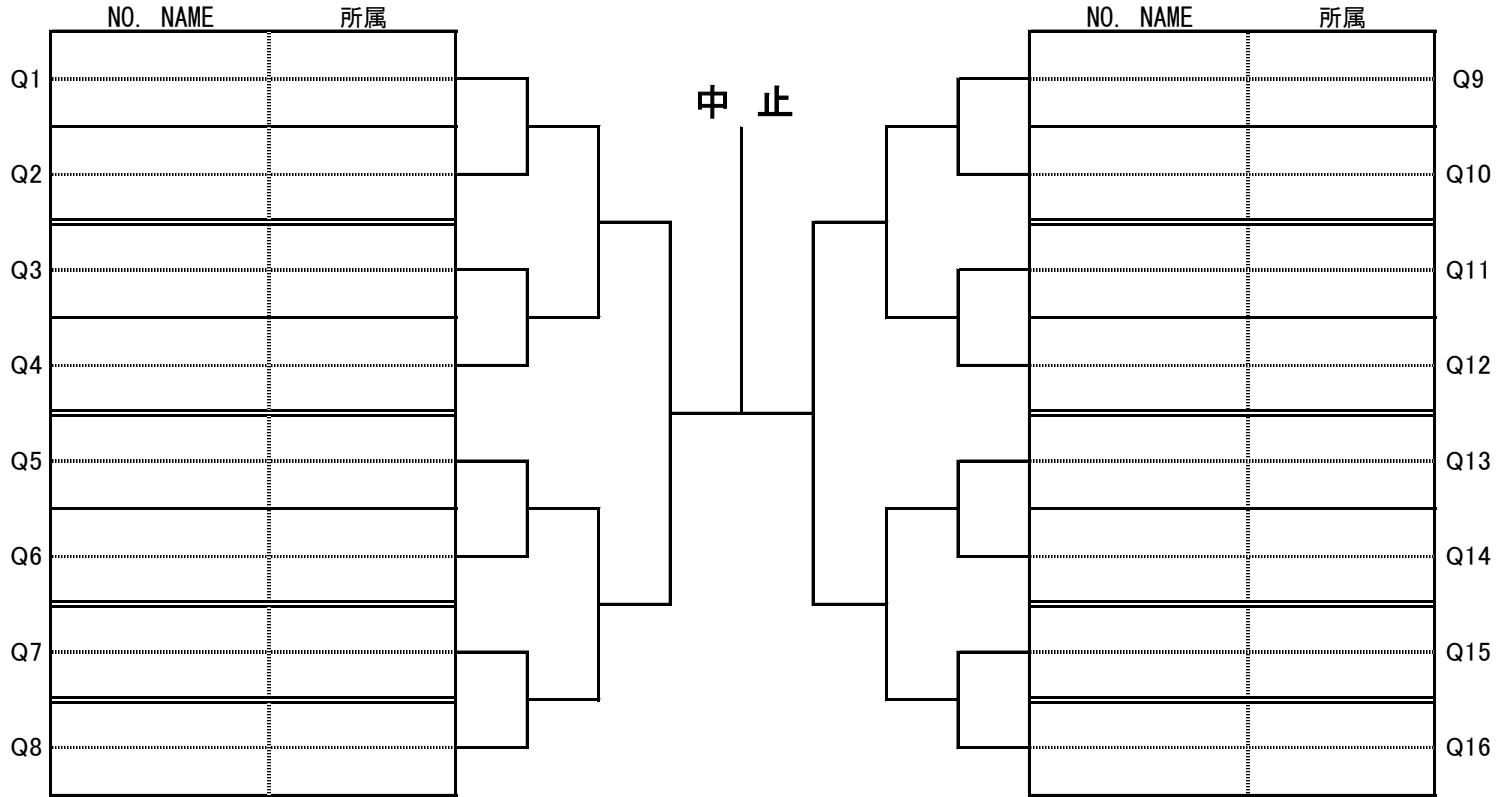 NO. NAME 所属
NO. NAME 所属
中 止
Q1
Q2
Q3
Q4
Q5
Q6
Q7
Q8
Q9
Q10
Q11
Q12
Q13
Q14
Q15
Q16